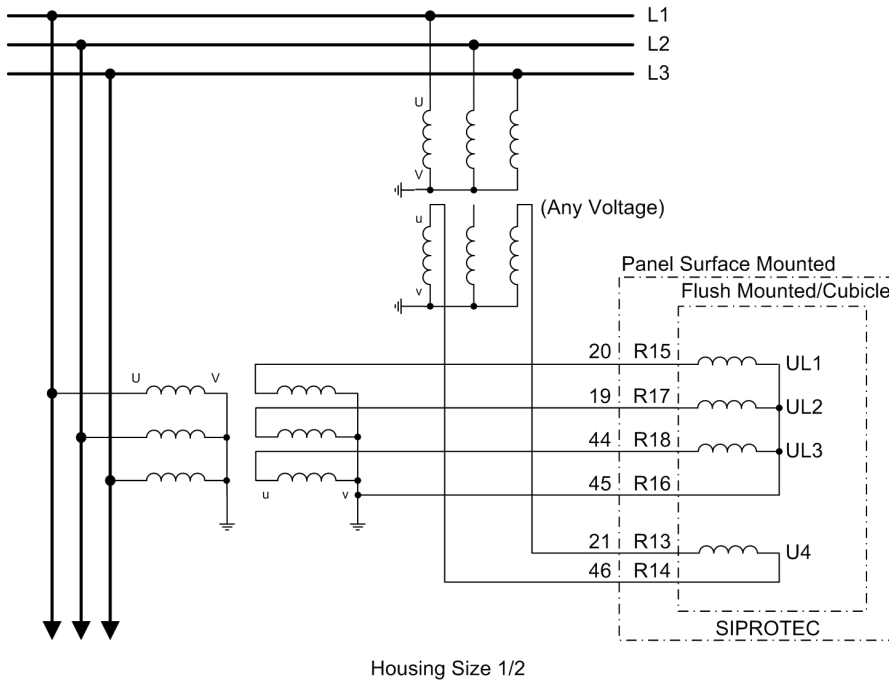 L1
L2
L3
U
V
u
(Any Voltage)
v
Panel Surface Mounted
Flush Mounted/Cubicle
20 R15 UL1
U V
19 R17 UL2
44 R18 UL3
45 R16
u v
21 R13 U4
46 R14
SIPROTEC
Housing Size 1/2